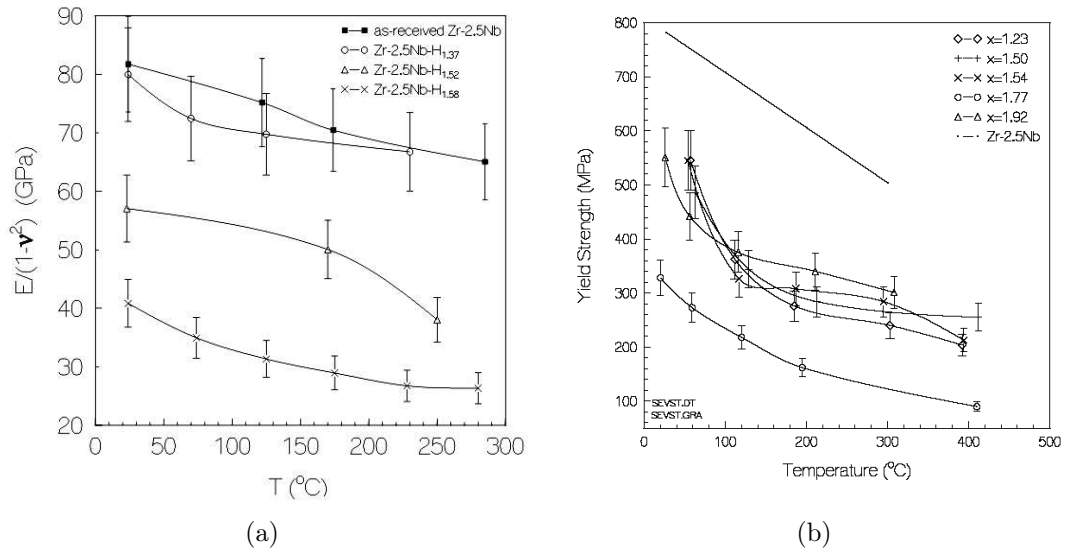 90
80
70
60
50
40
30
20
0
50
100
150
200
250
300
E/(1-ν²) (GPa)
T (°C)
as-received Zr-2.5Nb
Zr-2.5Nb-H1.37
Zr-2.5Nb-H1.52
Zr-2.5Nb-H1.58
(a)
800
700
600
500
400
300
200
100
0
100
200
300
400
500
Yield Strength (MPa)
Temperature (°C)
x=1.23
x=1.50
x=1.54
x=1.77
x=1.92
Zr-2.5Nb
SEVST.DT
SEVST.GRA
(b)